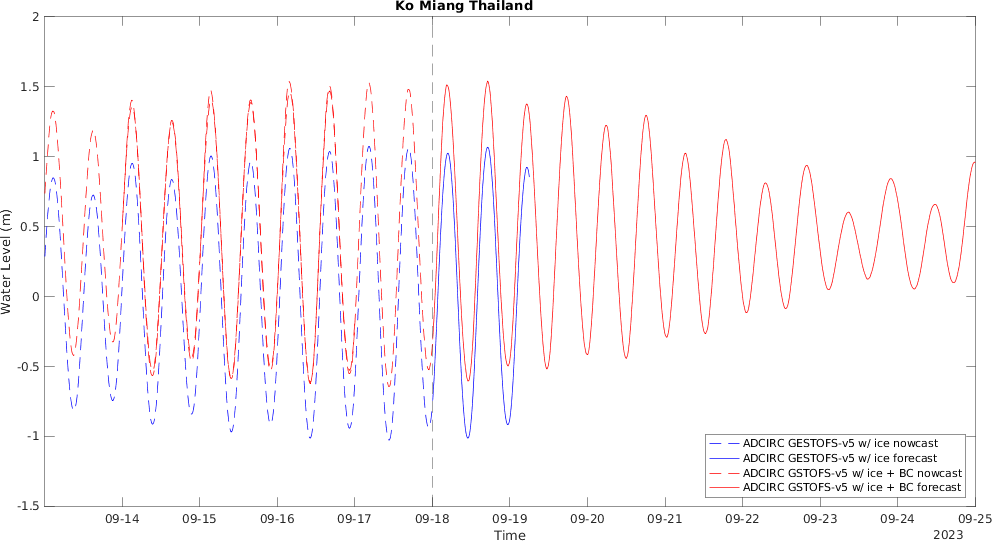 Ko Miang Thailand
2
1.5
1
0.5
0
-0.5
-1
-1.5
Water Level (m)
ADCIRC GESTOFS-v5 w/ ice nowcast
ADCIRC GESTOFS-v5 w/ ice forecast
ADCIRC GSTOFS-v5 w/ ice + BC nowcast
ADCIRC GSTOFS-v5 w/ ice + BC forecast
09-14 09-15 09-16 09-17 09-18 09-19 09-20 09-21 09-22 09-23 09-24 09-25
Time
2023